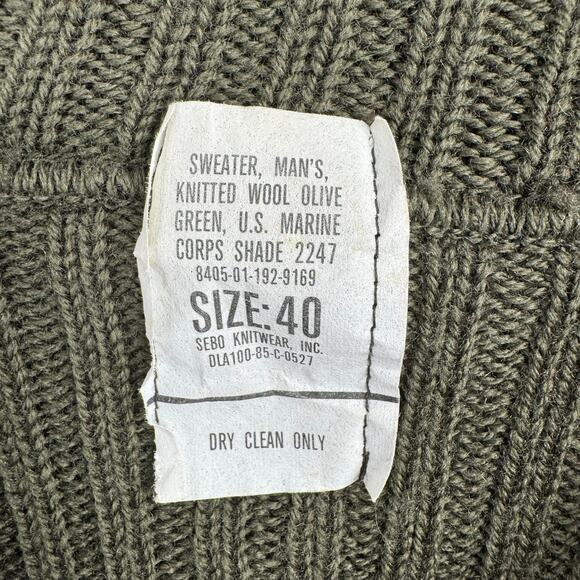 SWEATER, MAN'S,
KNITTED WOOL OLIVE
GREEN, U.S. MARINE
CORPS SHADE 2247
8405-01-192-9169
SIZE: 40
SEBO KNITWEAR, INC.
DLA100-85-C-0527
DRY CLEAN ONLY